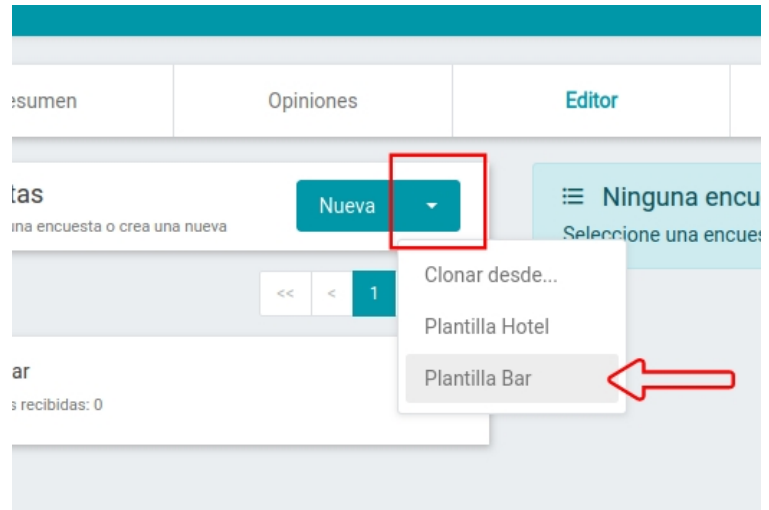 esumen
Opiniones
Editor
tas
una encuesta o crea una nueva
Nueva
Ninguna encu
Seleccione una encues
Clonar desde...
<< < 1
Plantilla Hotel
ar
Plantilla Bar
s recibidas: 0